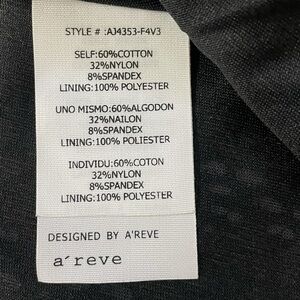 STYLE # :AJ4353-F4V3
SELF:60%COTTON
32%NYLON
8%SPANDEX
LINING:100% POLYESTER
UNO MISMO:60%ALGODON
32%NAILON
8%SPANDEX
LINING:100% POLIESTER
INDIVIDU:60%COTON
32%NYLON
8%SPANDEX
LINING:100% POLYESTER
DESIGNED BY A'REVE
a´reve